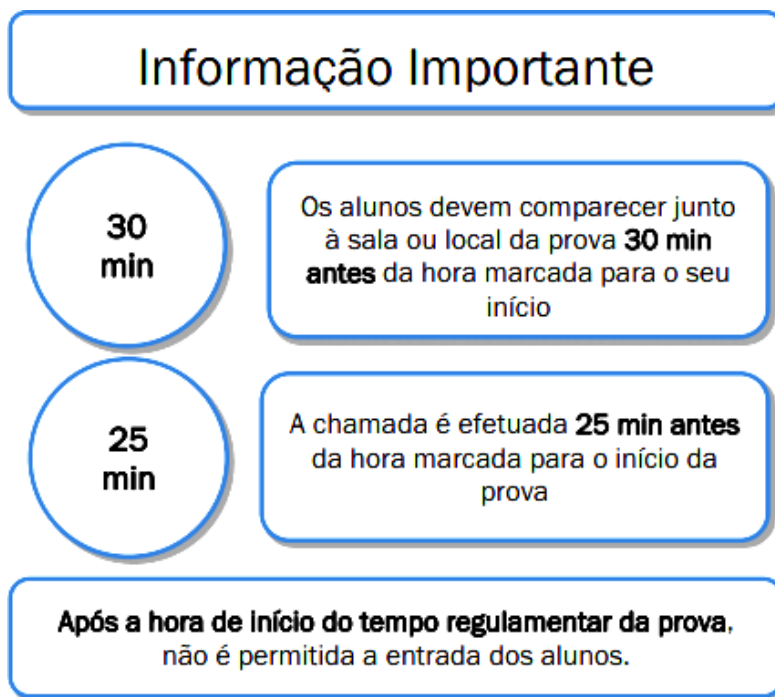 Informação Importante
30
min
Os alunos devem comparecer junto
à sala ou local da prova 30 min
antes da hora marcada para o seu
início
25
min
A chamada é efetuada 25 min antes
da hora marcada para o início da
prova
Após a hora de início do tempo regulamentar da prova,
não é permitida a entrada dos alunos.